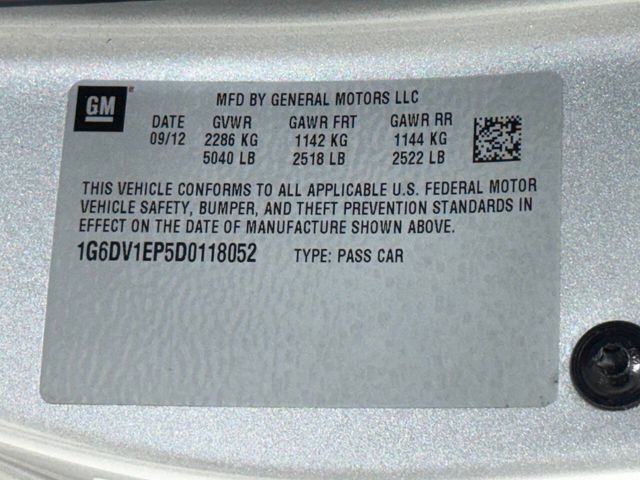 GM
MFD BY GENERAL MOTORS LLC
DATE GVWR GAWR FRT GAWR RR
09/12 2286 KG 1142 KG 1144 KG
5040 LB 2518 LB 2522 LB
THIS VEHICLE CONFORMS TO ALL APPLICABLE U.S. FEDERAL MOTOR
VEHICLE SAFETY, BUMPER, AND THEFT PREVENTION STANDARDS IN
EFFECT ON THE DATE OF MANUFACTURE SHOWN ABOVE.
1G6DV1EP5D0118052 TYPE: PASS CAR